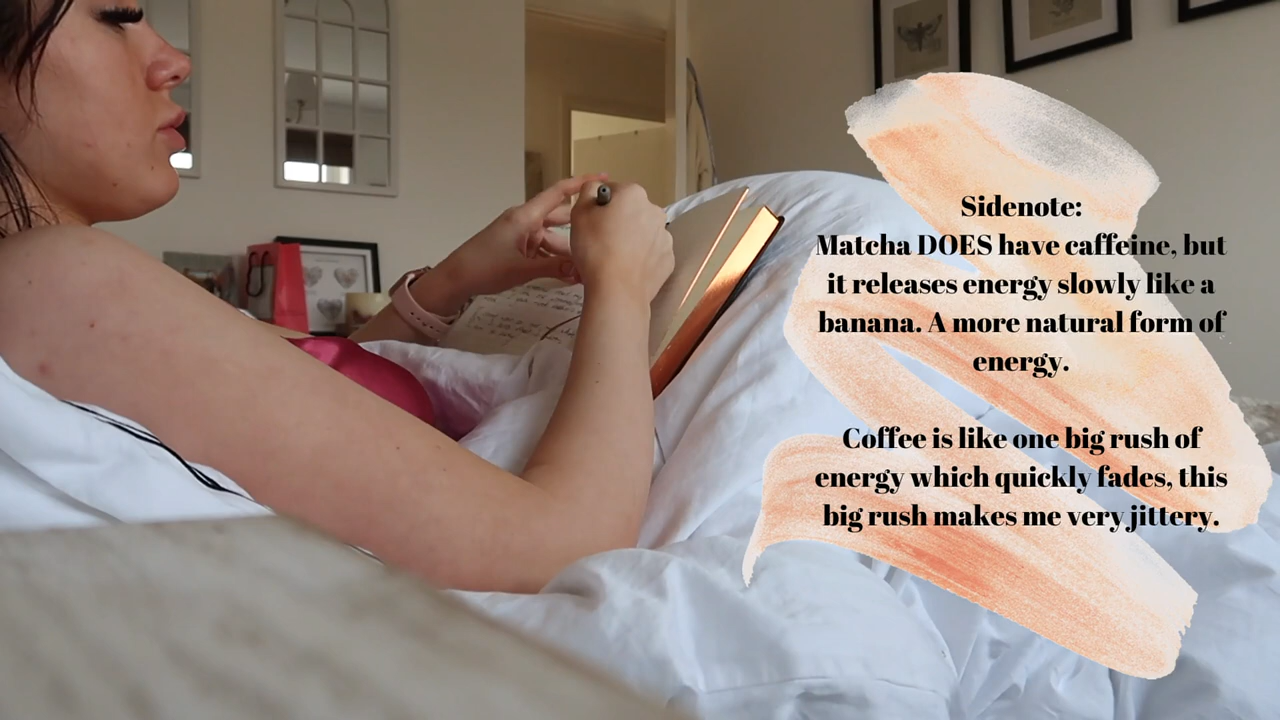 Sidenote:
Matcha DOES have caffeine, but
it releases energy slowly like a
banana. A more natural form of
energy.
Coffee is like one big rush of
energy which quickly fades, this
big rush makes me very jittery.